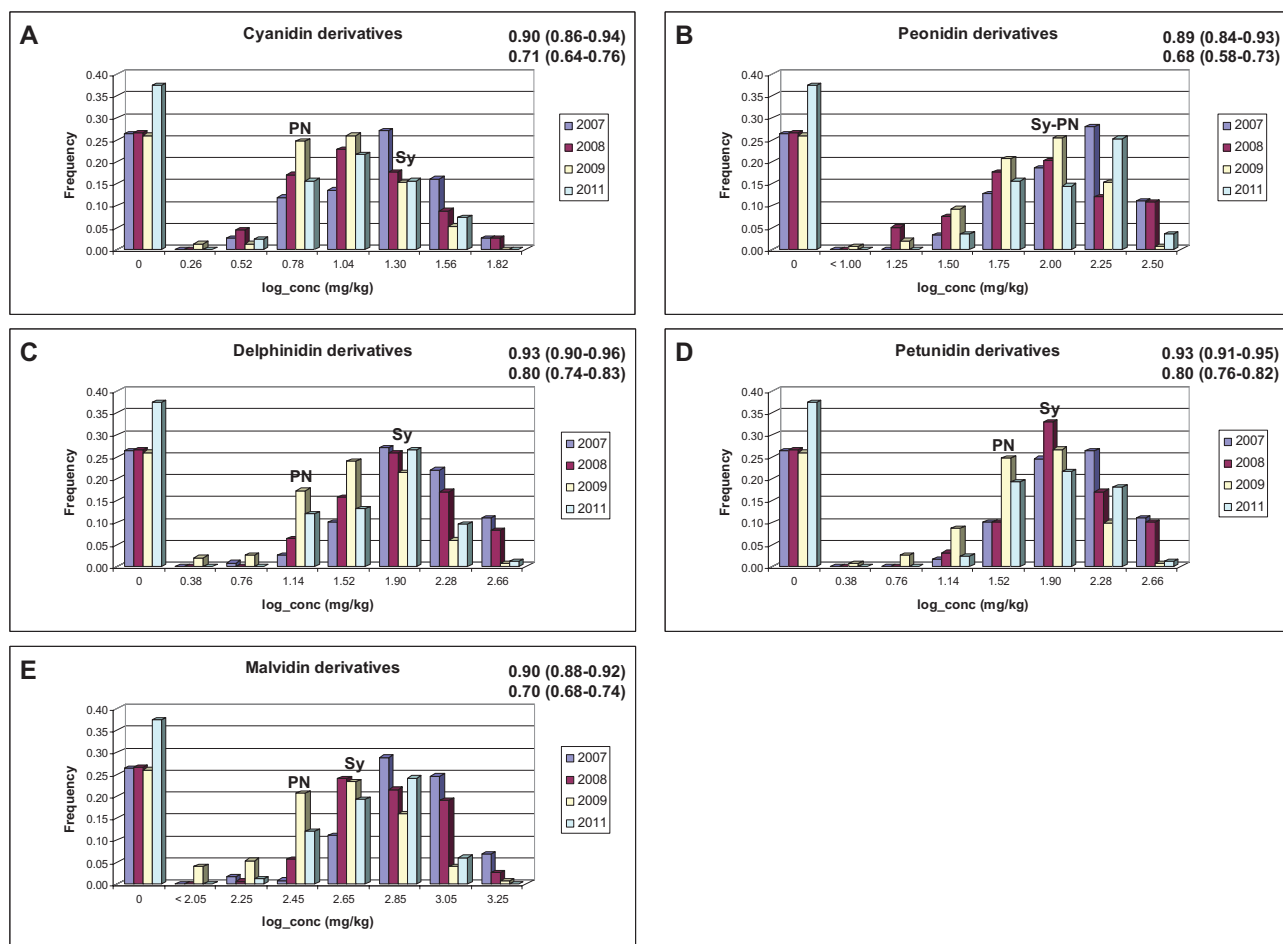 A
Cyanidin derivatives
0.90 (0.86-0.94)
0.71 (0.64-0.76)
0.40
0.35
0.30
0.25
0.20
0.15
0.10
0.05
0.00
Frequency
PN
Sy
2007
2008
2009
2011
0 0.26 0.52 0.78 1.04 1.30 1.56 1.82
log_conc (mg/kg)
B
Peonidin derivatives
0.89 (0.84-0.93)
0.68 (0.58-0.73)
0.40
0.35
0.30
0.25
0.20
0.15
0.10
0.05
0.00
Frequency
Sy-PN
2007
2008
2009
2011
0 < 1.00 1.25 1.50 1.75 2.00 2.25 2.50
log_conc (mg/kg)
C
Delphinidin derivatives
0.93 (0.90-0.96)
0.80 (0.74-0.83)
0.40
0.35
0.30
0.25
0.20
0.15
0.10
0.05
0.00
Frequency
PN
Sy
2007
2008
2009
2011
0 0.38 0.76 1.14 1.52 1.90 2.28 2.66
log_conc (mg/kg)
D
Petunidin derivatives
0.93 (0.91-0.95)
0.80 (0.76-0.82)
0.40
0.35
0.30
0.25
0.20
0.15
0.10
0.05
0.00
Frequency
PN
Sy
2007
2008
2009
2011
0 0.38 0.76 1.14 1.52 1.90 2.28 2.66
log_conc (mg/kg)
E
Malvidin derivatives
0.90 (0.88-0.92)
0.70 (0.68-0.74)
0.40
0.35
0.30
0.25
0.20
0.15
0.10
0.05
0.00
Frequency
PN
Sy
2007
2008
2009
2011
0 < 2.05 2.25 2.45 2.65 2.85 3.05 3.25
log_conc (mg/kg)